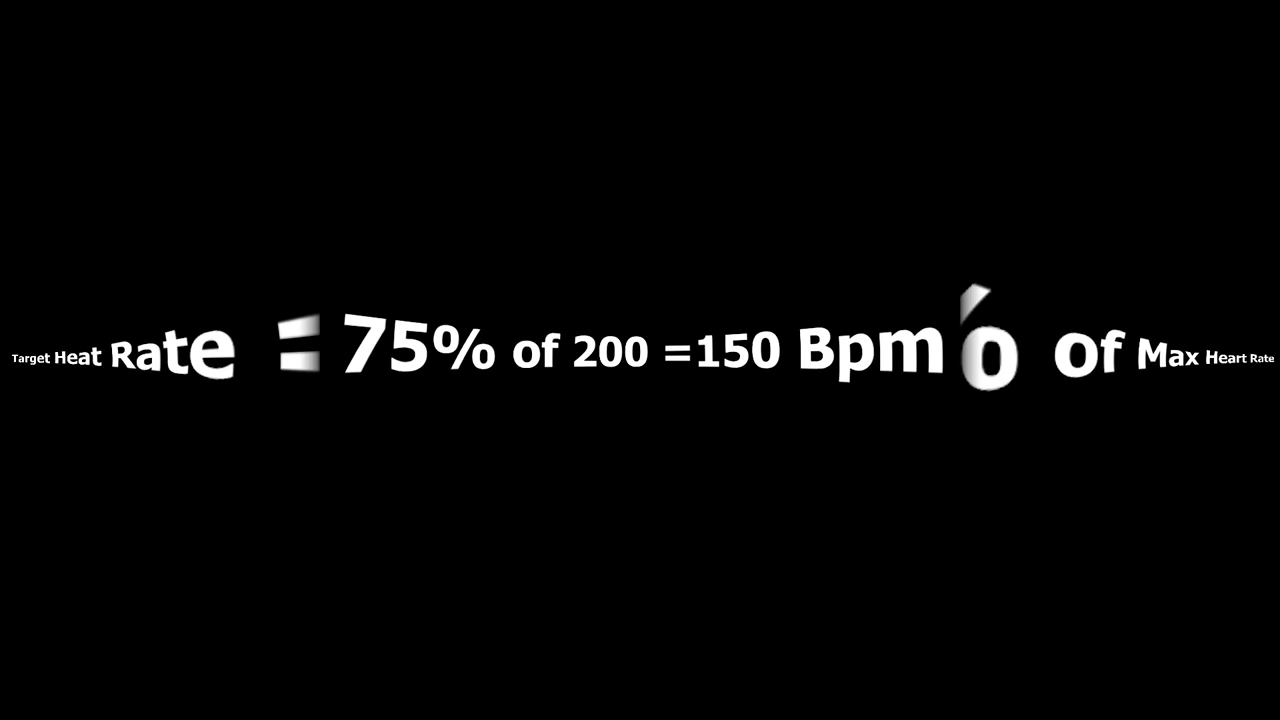 Target Heat Rate = 75% of 200 =150 Bpm % of Max Heart Rate